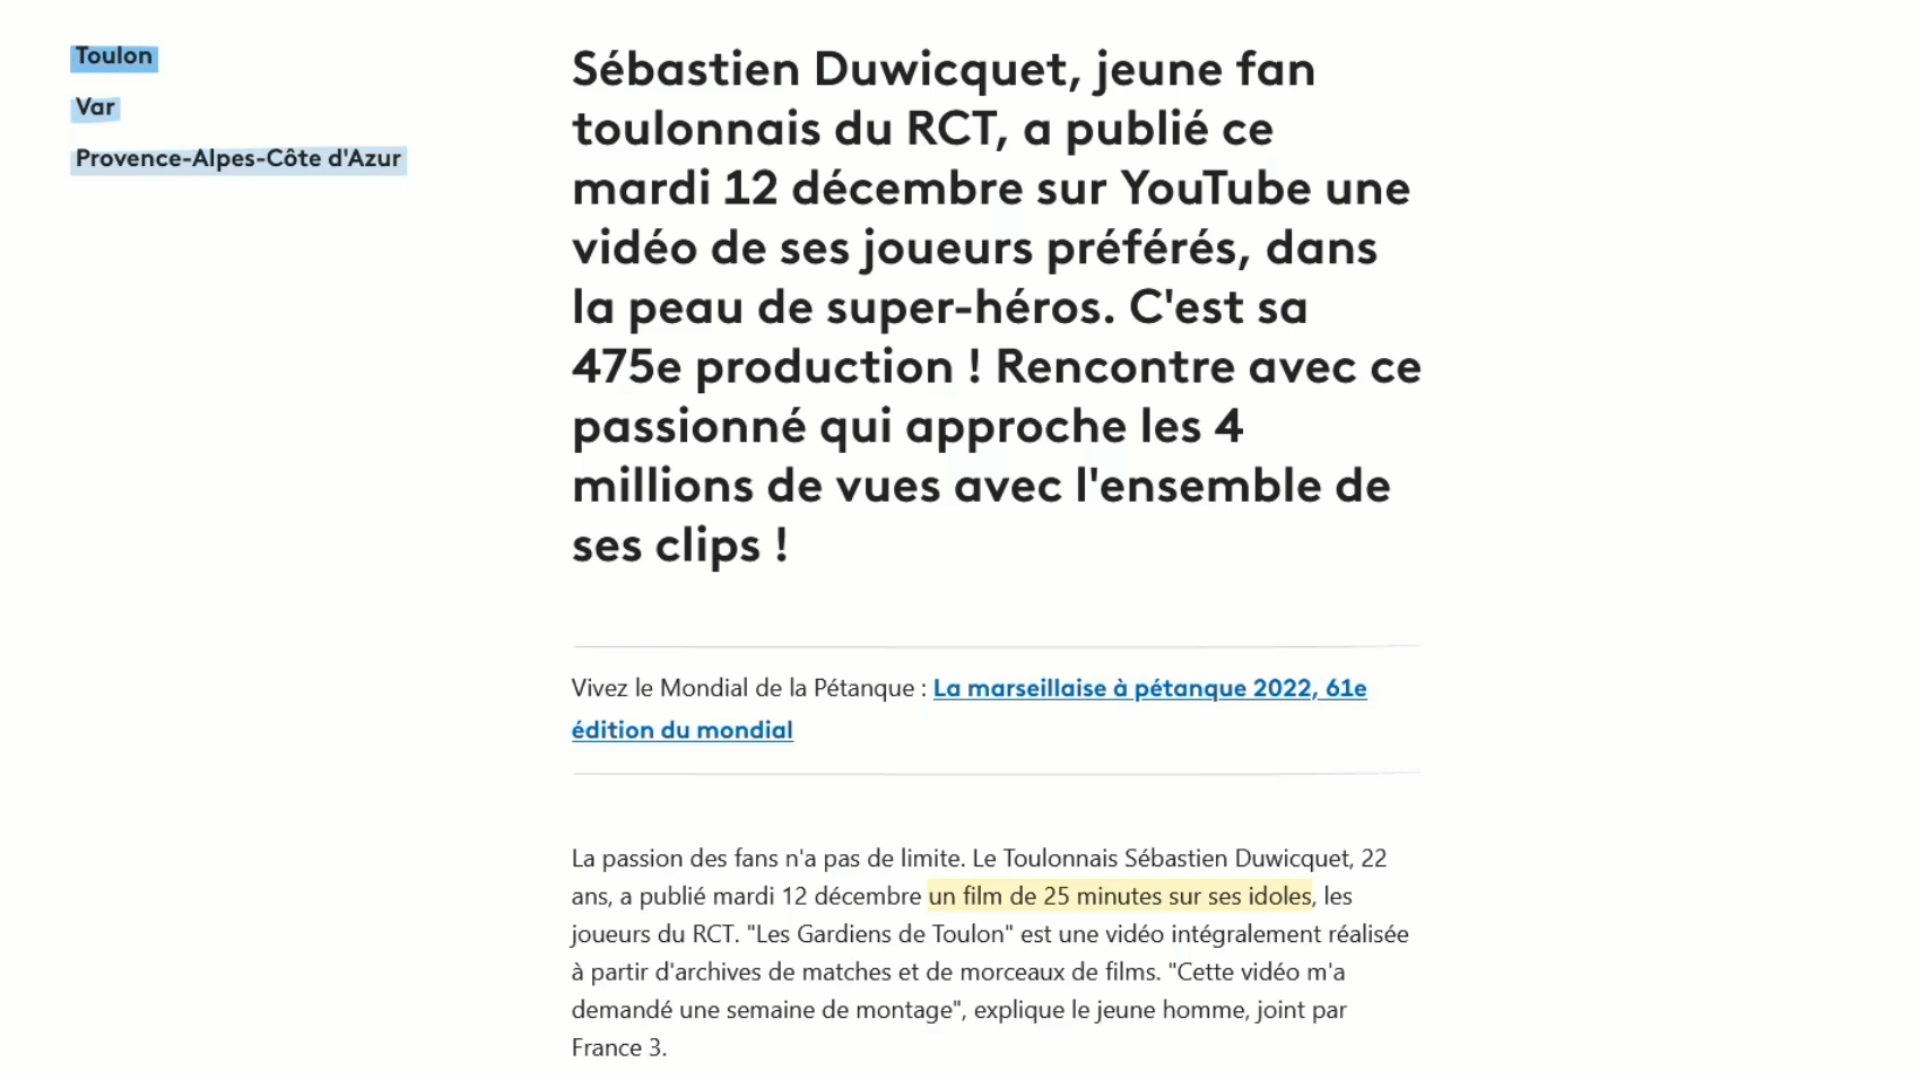 Toulon
Var
Provence-Alpes-Côte d'Azur
Sébastien Duwicquet, jeune fan
toulonnais du RCT, a publié ce
mardi 12 décembre sur YouTube une
vidéo de ses joueurs préférés, dans
la peau de super-héros. C'est sa
475e production ! Rencontre avec ce
passionné qui approche les 4
millions de vues avec l'ensemble de
ses clips !
Vivez le Mondial de la Pétanque : La marseillaise à pétanque 2022, 61e
édition du mondial
La passion des fans n'a pas de limite. Le Toulonnais Sébastien Duwicquet, 22
ans, a publié mardi 12 décembre un film de 25 minutes sur ses idoles, les
joueurs du RCT. "Les Gardiens de Toulon" est une vidéo intégralement réalisée
à partir d'archives de matches et de morceaux de films. "Cette vidéo m'a
demandé une semaine de montage", explique le jeune homme, joint par
France 3.